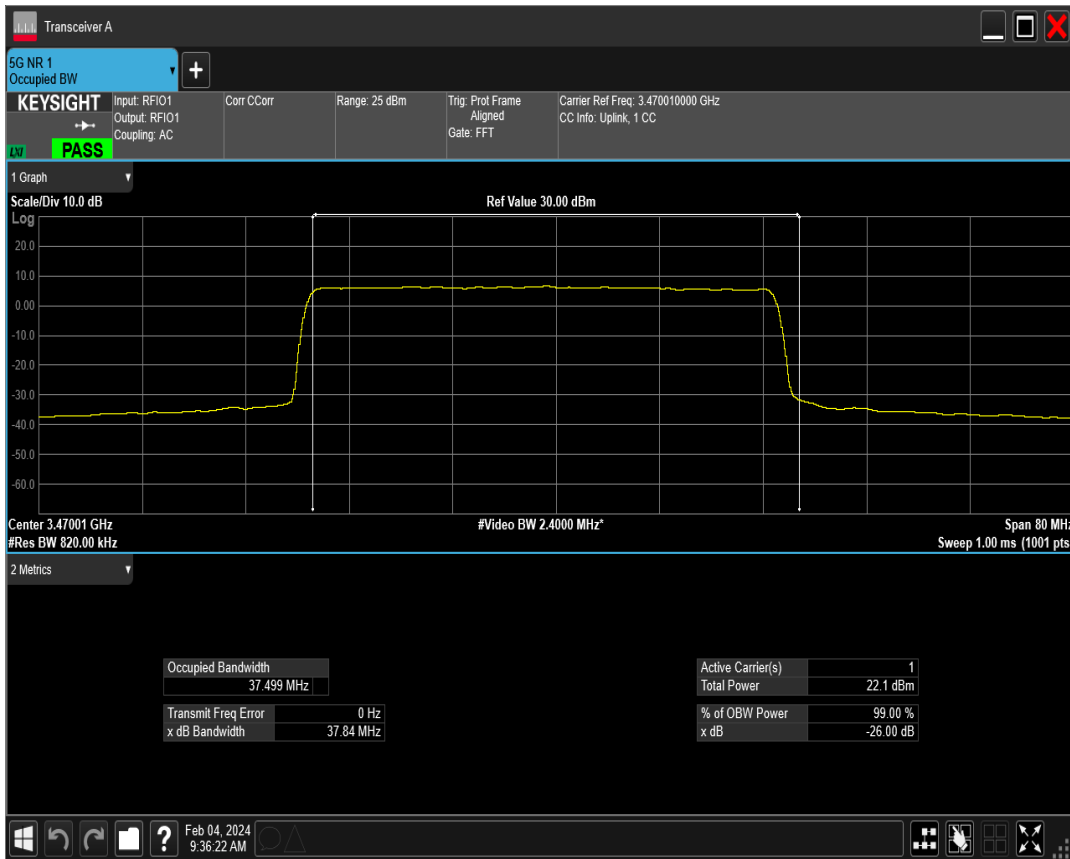 Transceiver A
5G NR 1
Occupied BW
KEYSIGHT
LXI
PASS
Input: RFIO1
Output: RFIO1
Coupling: AC
Corr CCorr
Range: 25 dBm
Trig: Prot Frame
Aligned
Gate: FFT
Carrier Ref Freq: 3.470010000 GHz
CC Info: Uplink, 1 CC
1 Graph
Scale/Div 10.0 dB
Ref Value 30.00 dBm
Log
20.0
10.0
0.00
-10.0
-20.0
-30.0
-40.0
-50.0
-60.0
Center 3.47001 GHz
#Video BW 2.4000 MHz*
Span 80 MHz
#Res BW 820.00 kHz
Sweep 1.00 ms (1001 pts
2 Metrics
Occupied Bandwidth
37.499 MHz
Transmit Freq Error 0 Hz
x dB Bandwidth 37.84 MHz
Active Carrier(s) 1
Total Power 22.1 dBm
% of OBW Power 99.00 %
x dB -26.00 dB
?
Feb 04, 2024
9:36:22 AM